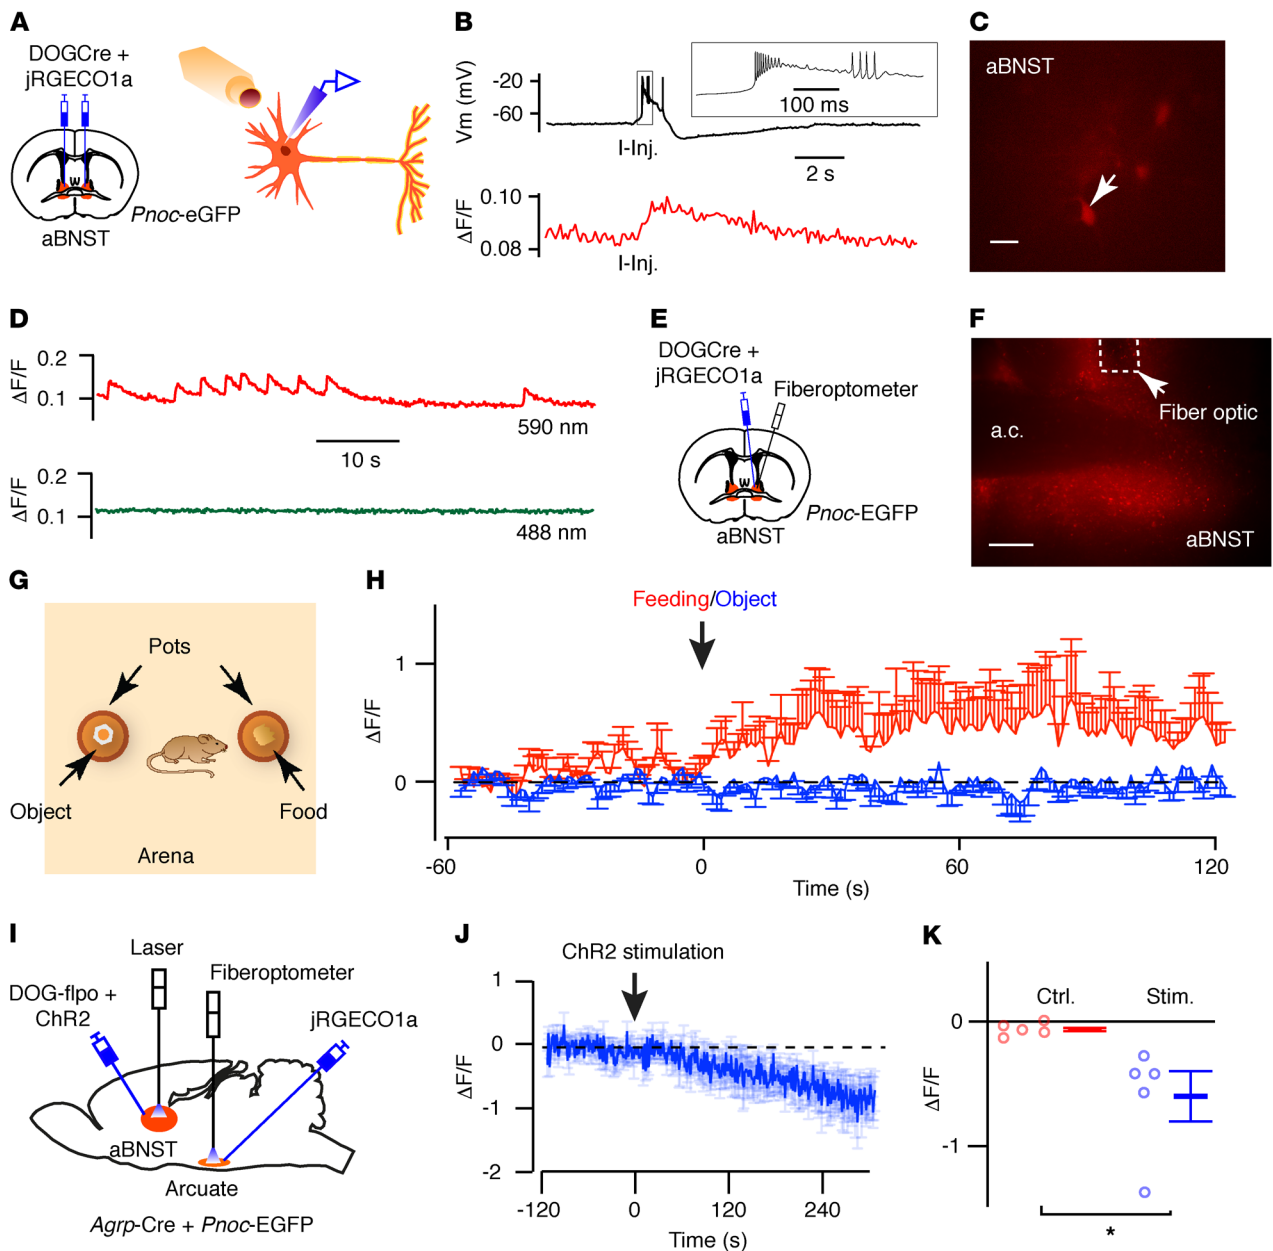 A
DOGCre +
jRGECO1a
Pnoc-eGFP
aBNST
B
Vm (mV)
-20
-60
100 ms
I-Inj.
2 s
ΔF/F
0.10
0.08
I-Inj.
C
aBNST
D
ΔF/F
0.2
0.1
590 nm
10 s
ΔF/F
0.2
0.1
488 nm
E
DOGCre +
jRGECO1a
Fiberoptometer
Pnoc-EGFP
aBNST
F
Fiber optic
a.c.
aBNST
G
Pots
Object
Food
Arena
H
Feeding/Object
ΔF/F
1
0
-60
0
60
120
Time (s)
I
Laser
Fiberoptometer
DOG-flpo +
ChR2
jRGECO1a
aBNST
Arcuate
Agrp-Cre + Pnoc-EGFP
J
ChR2 stimulation
ΔF/F
1
0
-1
-2
-120
0
120
240
Time (s)
K
Ctrl.
Stim.
ΔF/F
0
-1
*